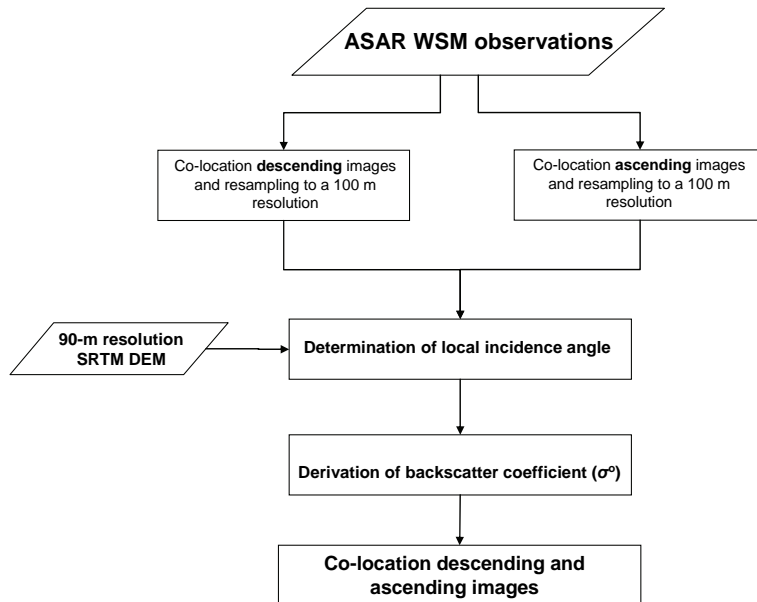 ASAR WSM observations
Co-location descending images
and resampling to a 100 m
resolution
Co-location ascending images
and resampling to a 100 m
resolution
90-m resolution
SRTM DEM
Determination of local incidence angle
Derivation of backscatter coefficient (σº)
Co-location descending and
ascending images